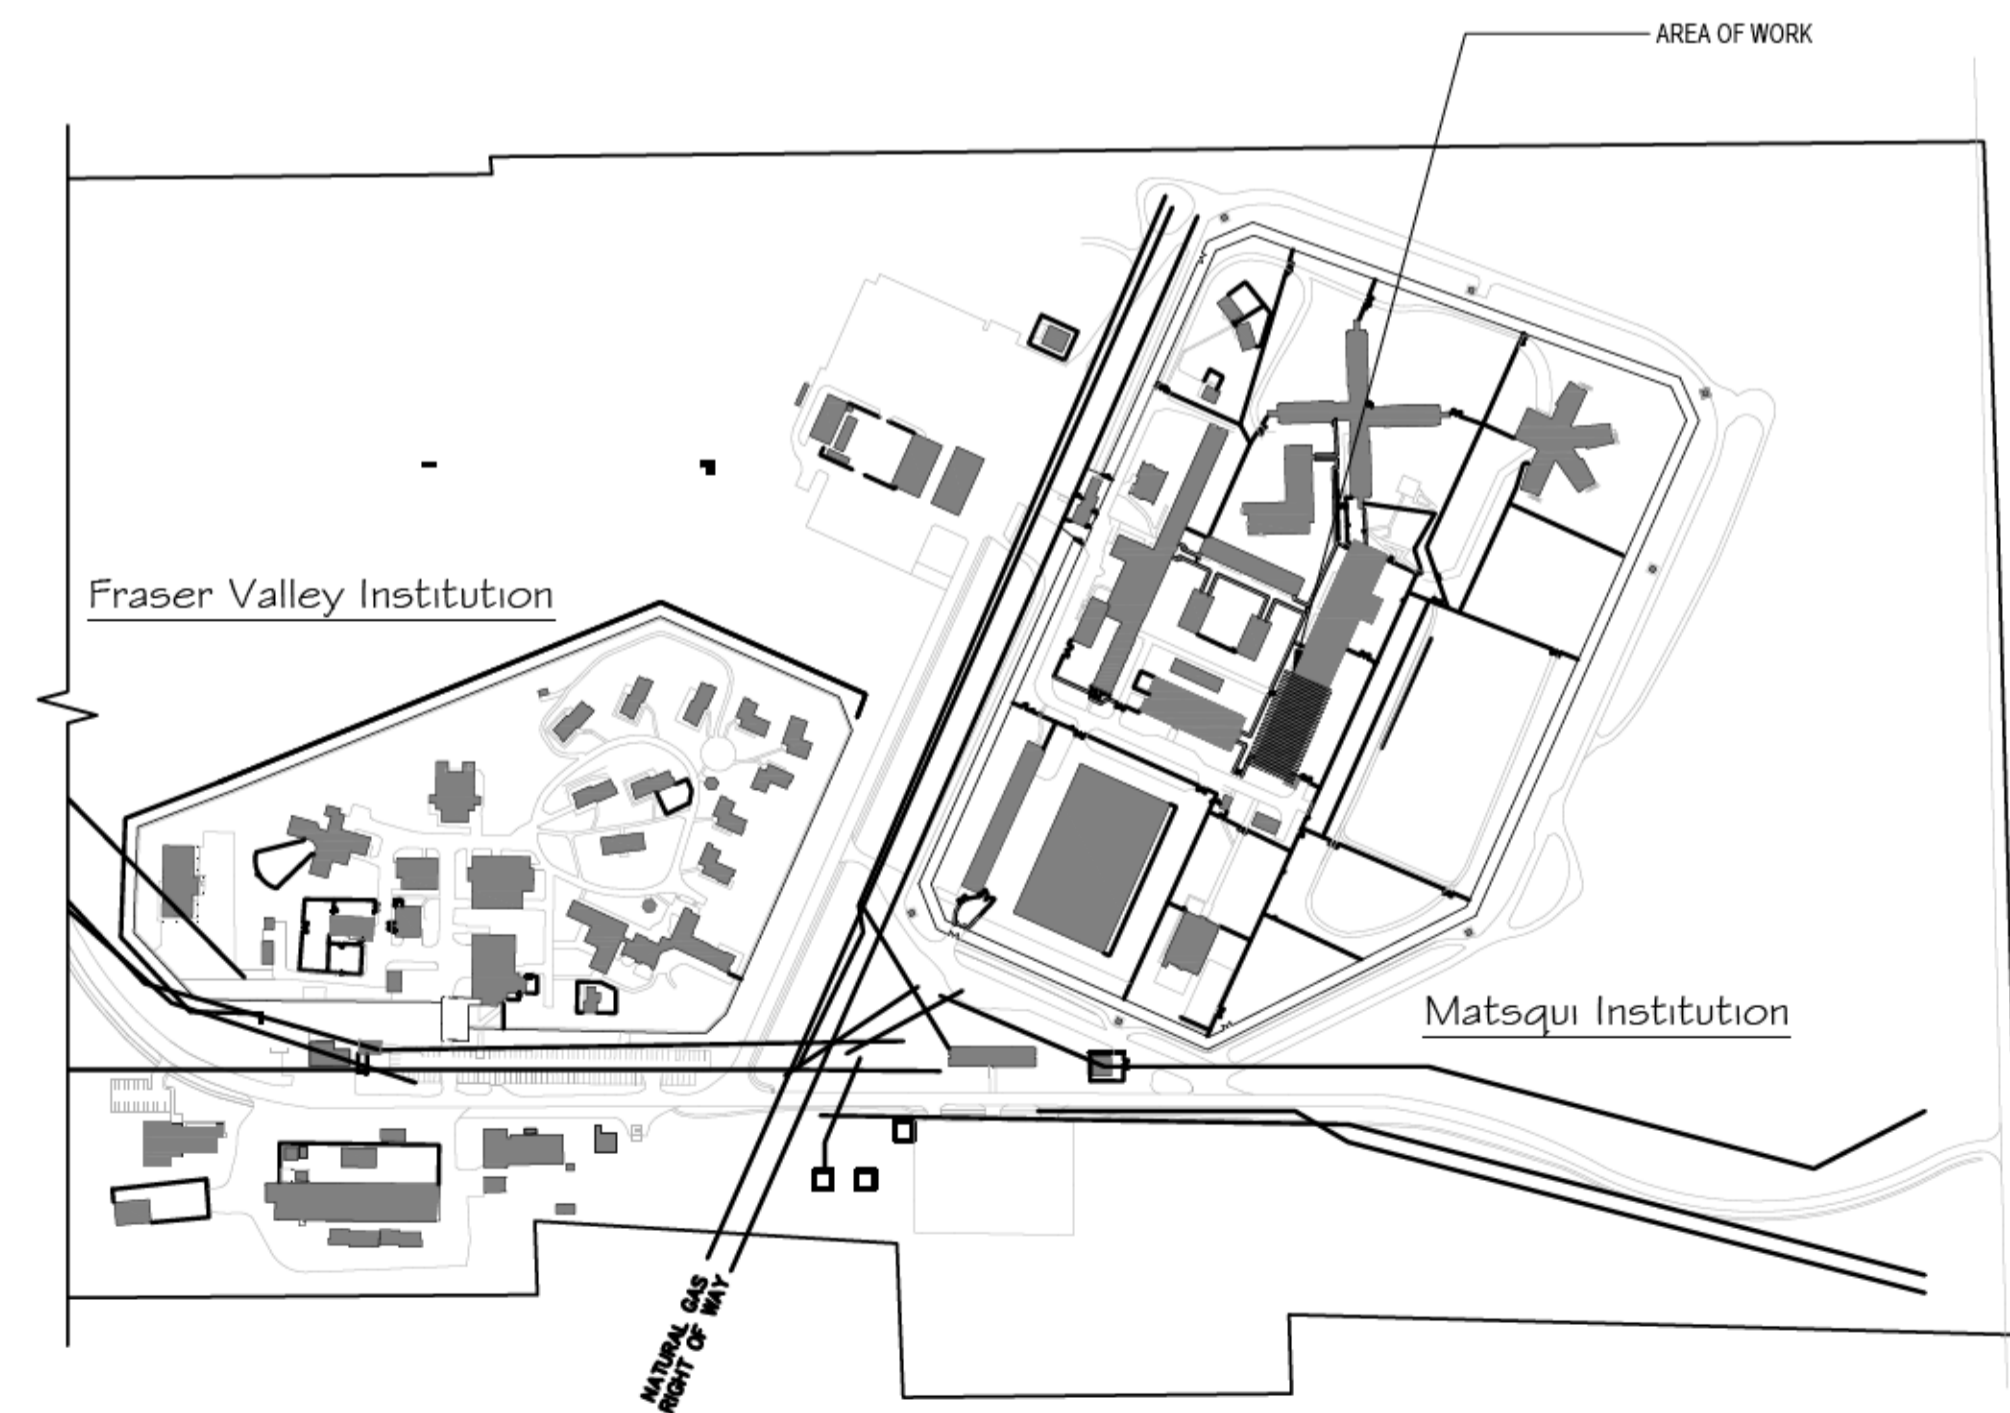 AREA OF WORK
Fraser Valley Institution
Matsqui Institution
NATURAL GAS
RIGHT OF WAY